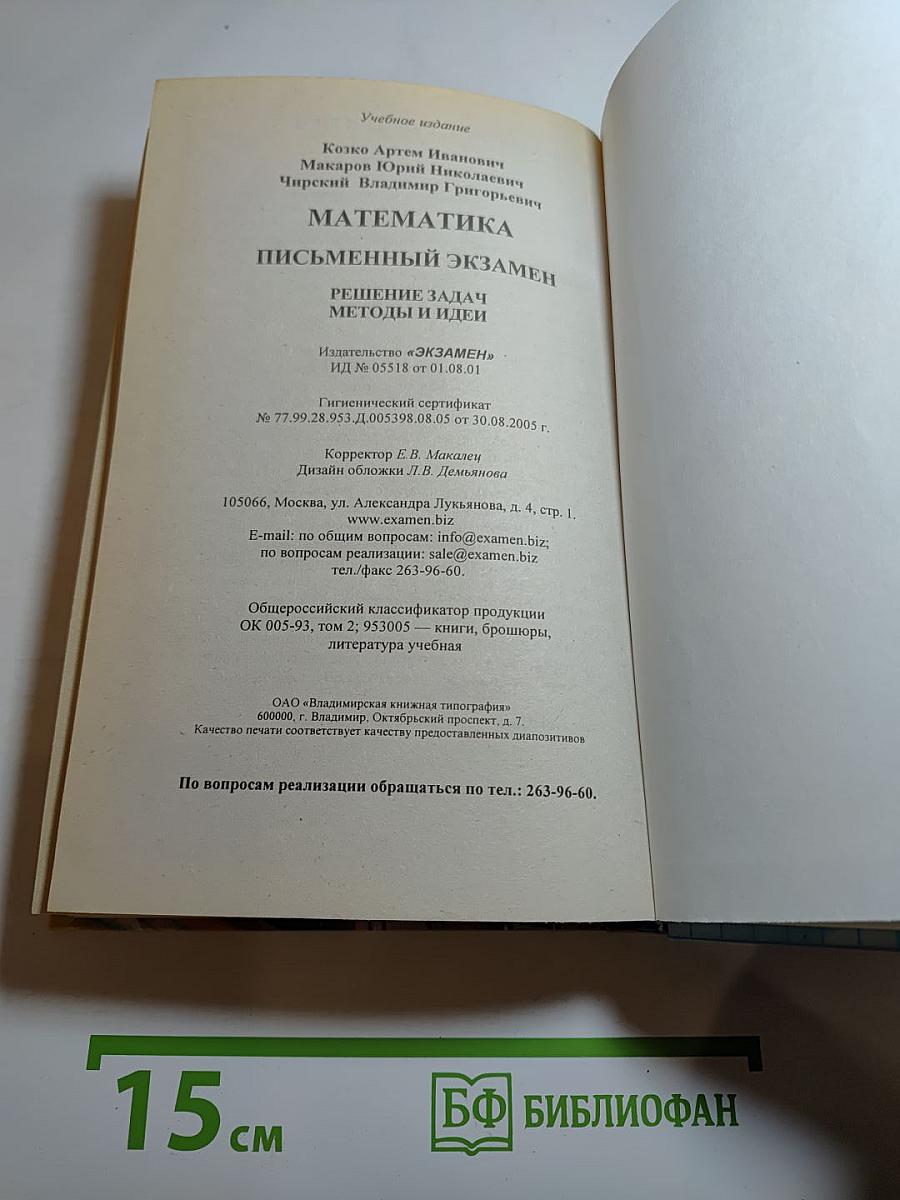 Учебное издание
Козко Артем Иванович
Макаров Юрий Николаевич
Чирский Владимир Григорьевич
МАТЕМАТИКА
ПИСЬМЕННЫЙ ЭКЗАМЕН
РЕШЕНИЕ ЗАДАЧ
МЕТОДЫ И ИДЕИ
Издательство «ЭКЗАМЕН»
ИД № 05518 от 01.08.01
Гигиенический сертификат
№ 77.99.28.953.Д.005398.08.05 от 30.08.2005 г.
Корректор Е.В. Макалец
Дизайн обложки Л.В. Демьянова
105066, Москва, ул. Александра Лукьянова, д. 4, стр. 1.
www.examen.biz
E-mail: по общим вопросам: info@examen.biz;
по вопросам реализации: sale@examen.biz
тел./факс 263-96-60.
Общероссийский классификатор продукции
ОК 005-93, том 2; 953005 — книги, брошюры,
литература учебная
ОАО «Владимирская книжная типография»
600000, г. Владимир, Октябрьский проспект, д. 7.
Качество печати соответствует качеству предоставленных диапозитивов
По вопросам реализации обращаться по тел.: 263-96-60.
15 см
БФ БИБЛИОФАН